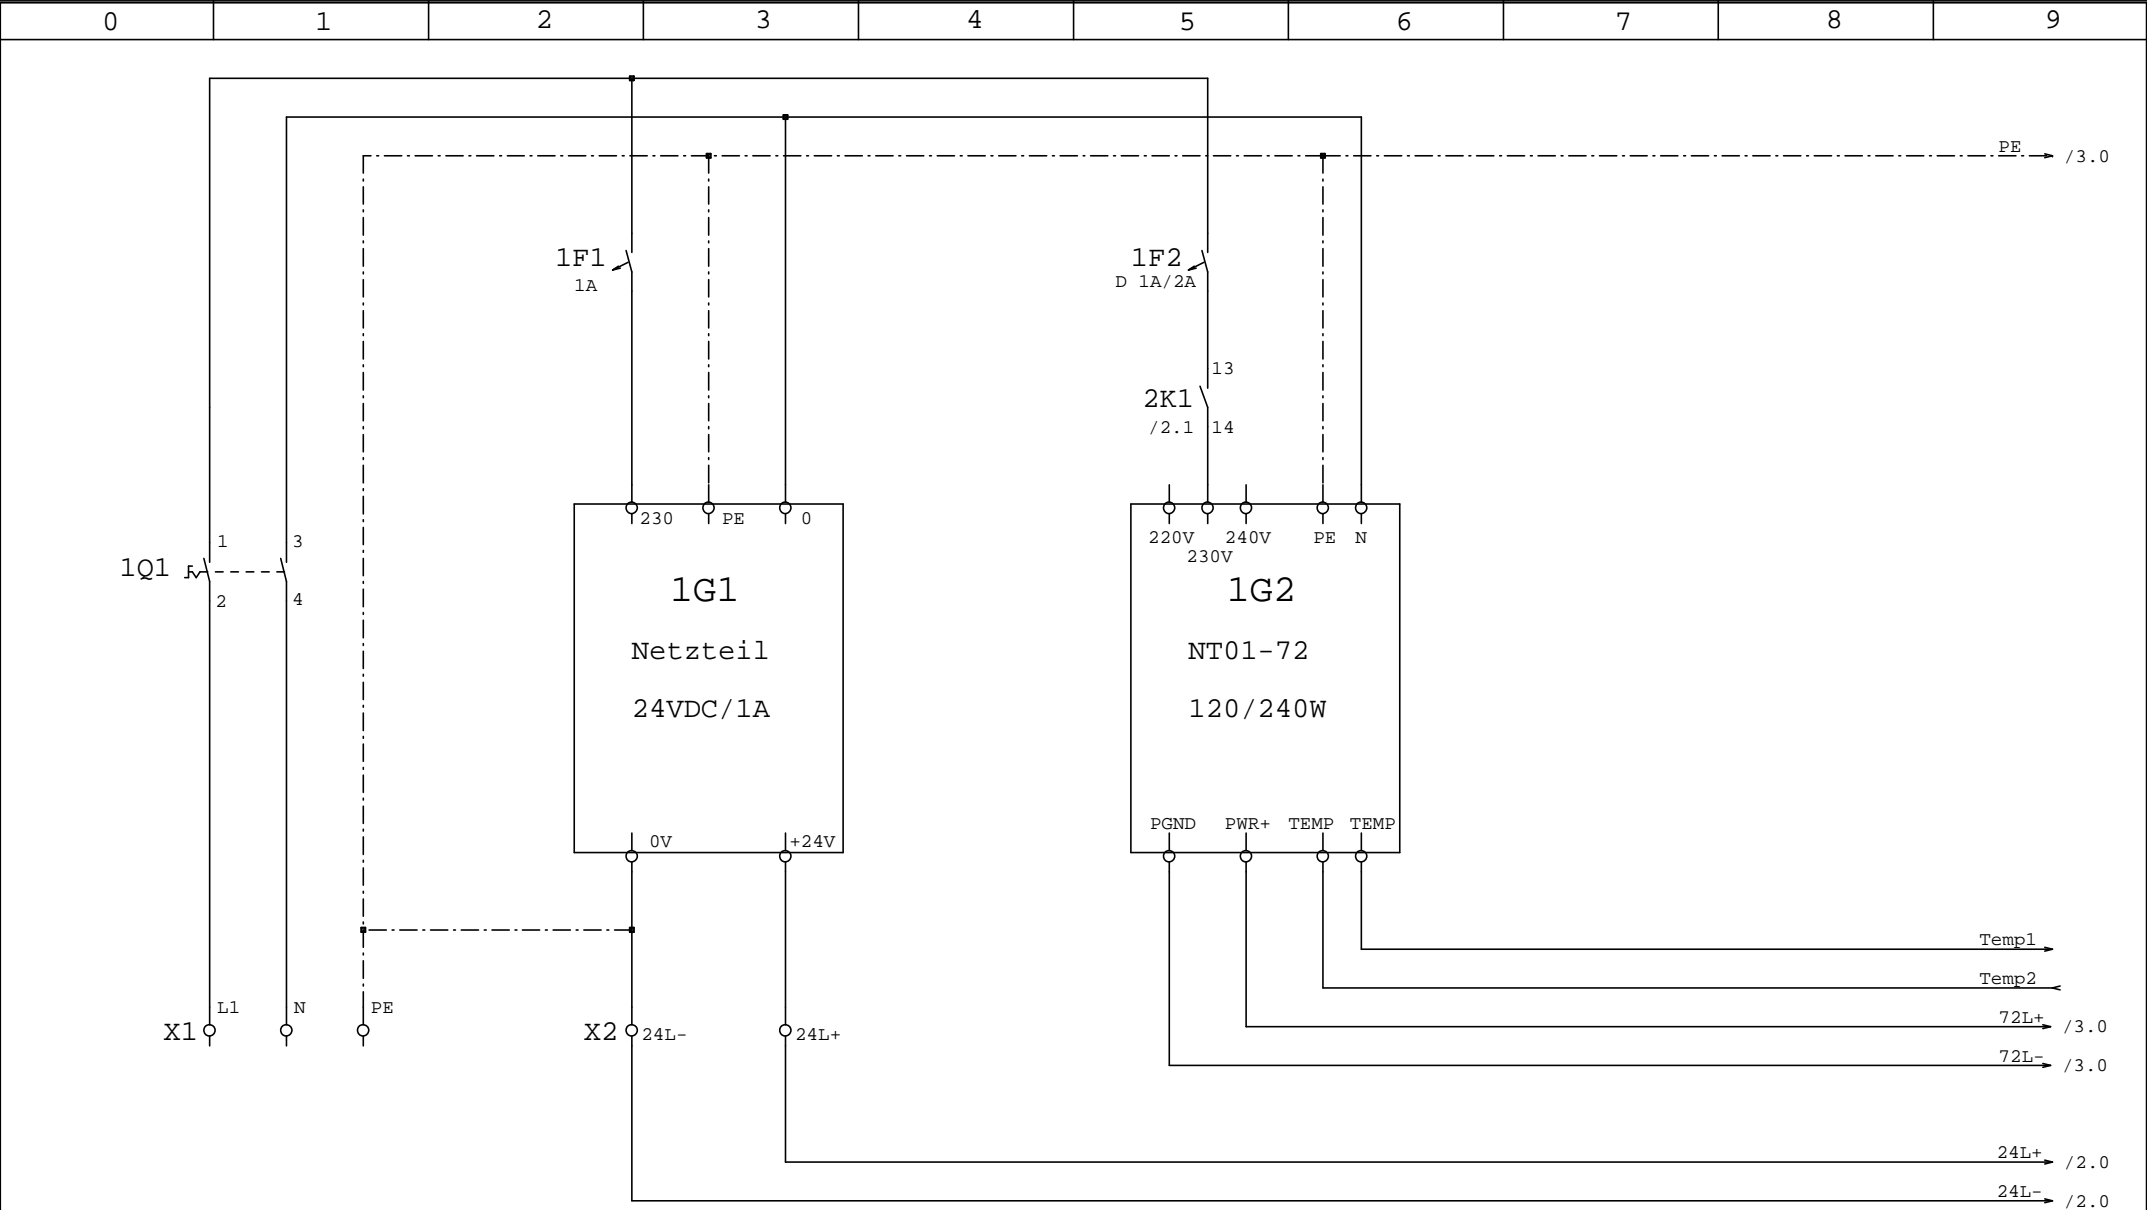 0 1 2 3 4 5 6 7 8 9
PE /3.0
1F1
1A
1F2
D 1A/2A
13
2K1
/2.1 14
230 PE 0
220V 240V PE N
230V
1 3
1Q1
2 4
1G1
Netzteil
24VDC/1A
1G2
NT01-72
120/240W
0V +24V
PGND PWR+ TEMP TEMP
Temp1
Temp2
L1 N PE
X1
X2 24L- 24L+
72L+ /3.0
72L- /3.0
24L+ /2.0
24L- /2.0